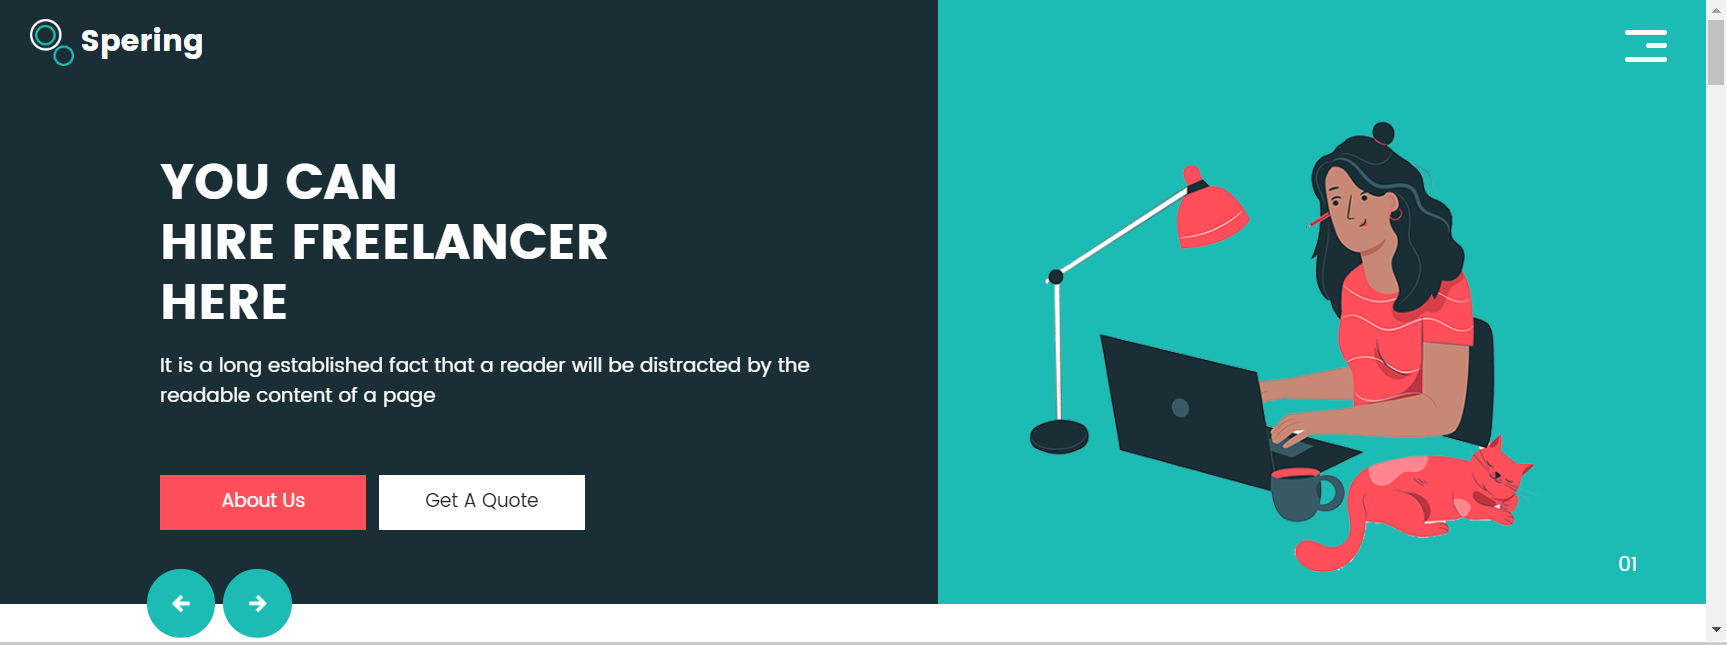 Spering
YOU CAN
HIRE FREELANCER
HERE
It is a long established fact that a reader will be distracted by the
readable content of a page
About Us
Get A Quote
01